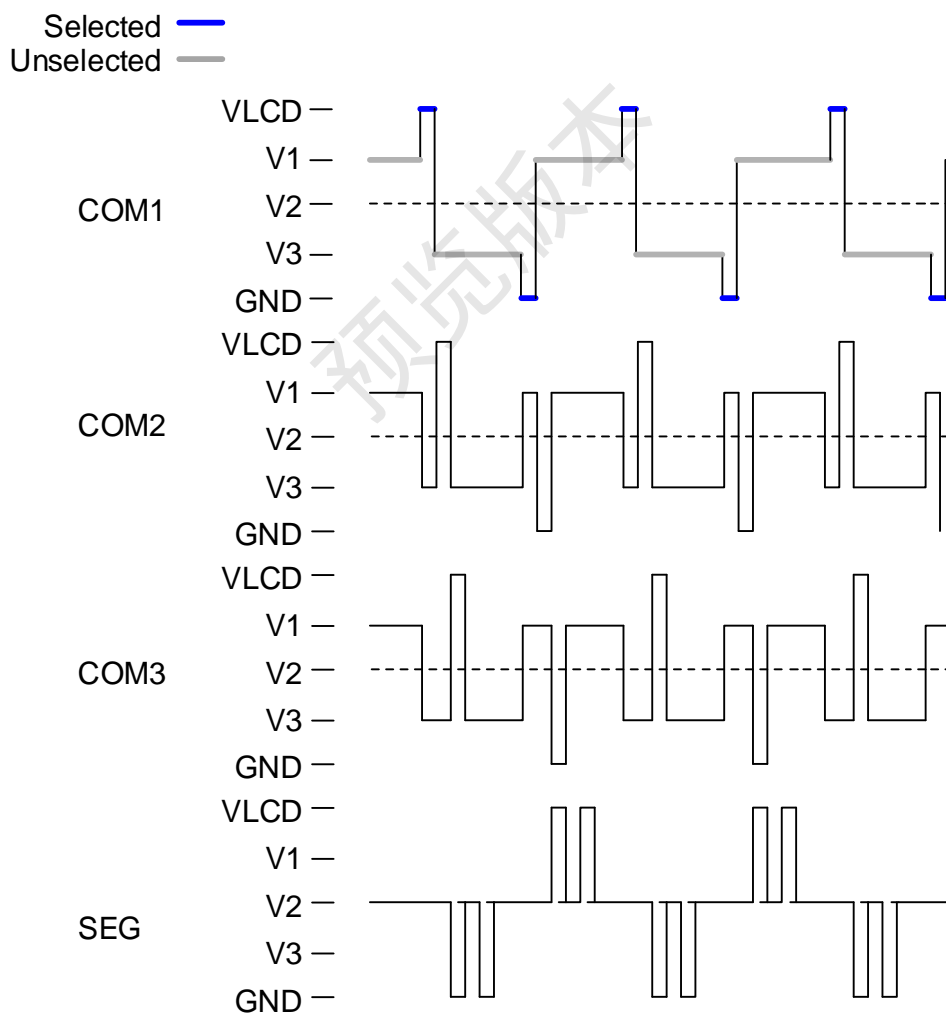 Selected
Unselected
VLCD
V1
COM1
V2
V3
GND
VLCD
V1
COM2
V2
V3
GND
VLCD
V1
COM3
V2
V3
GND
VLCD
V1
V2
SEG
V3
GND
预览版本